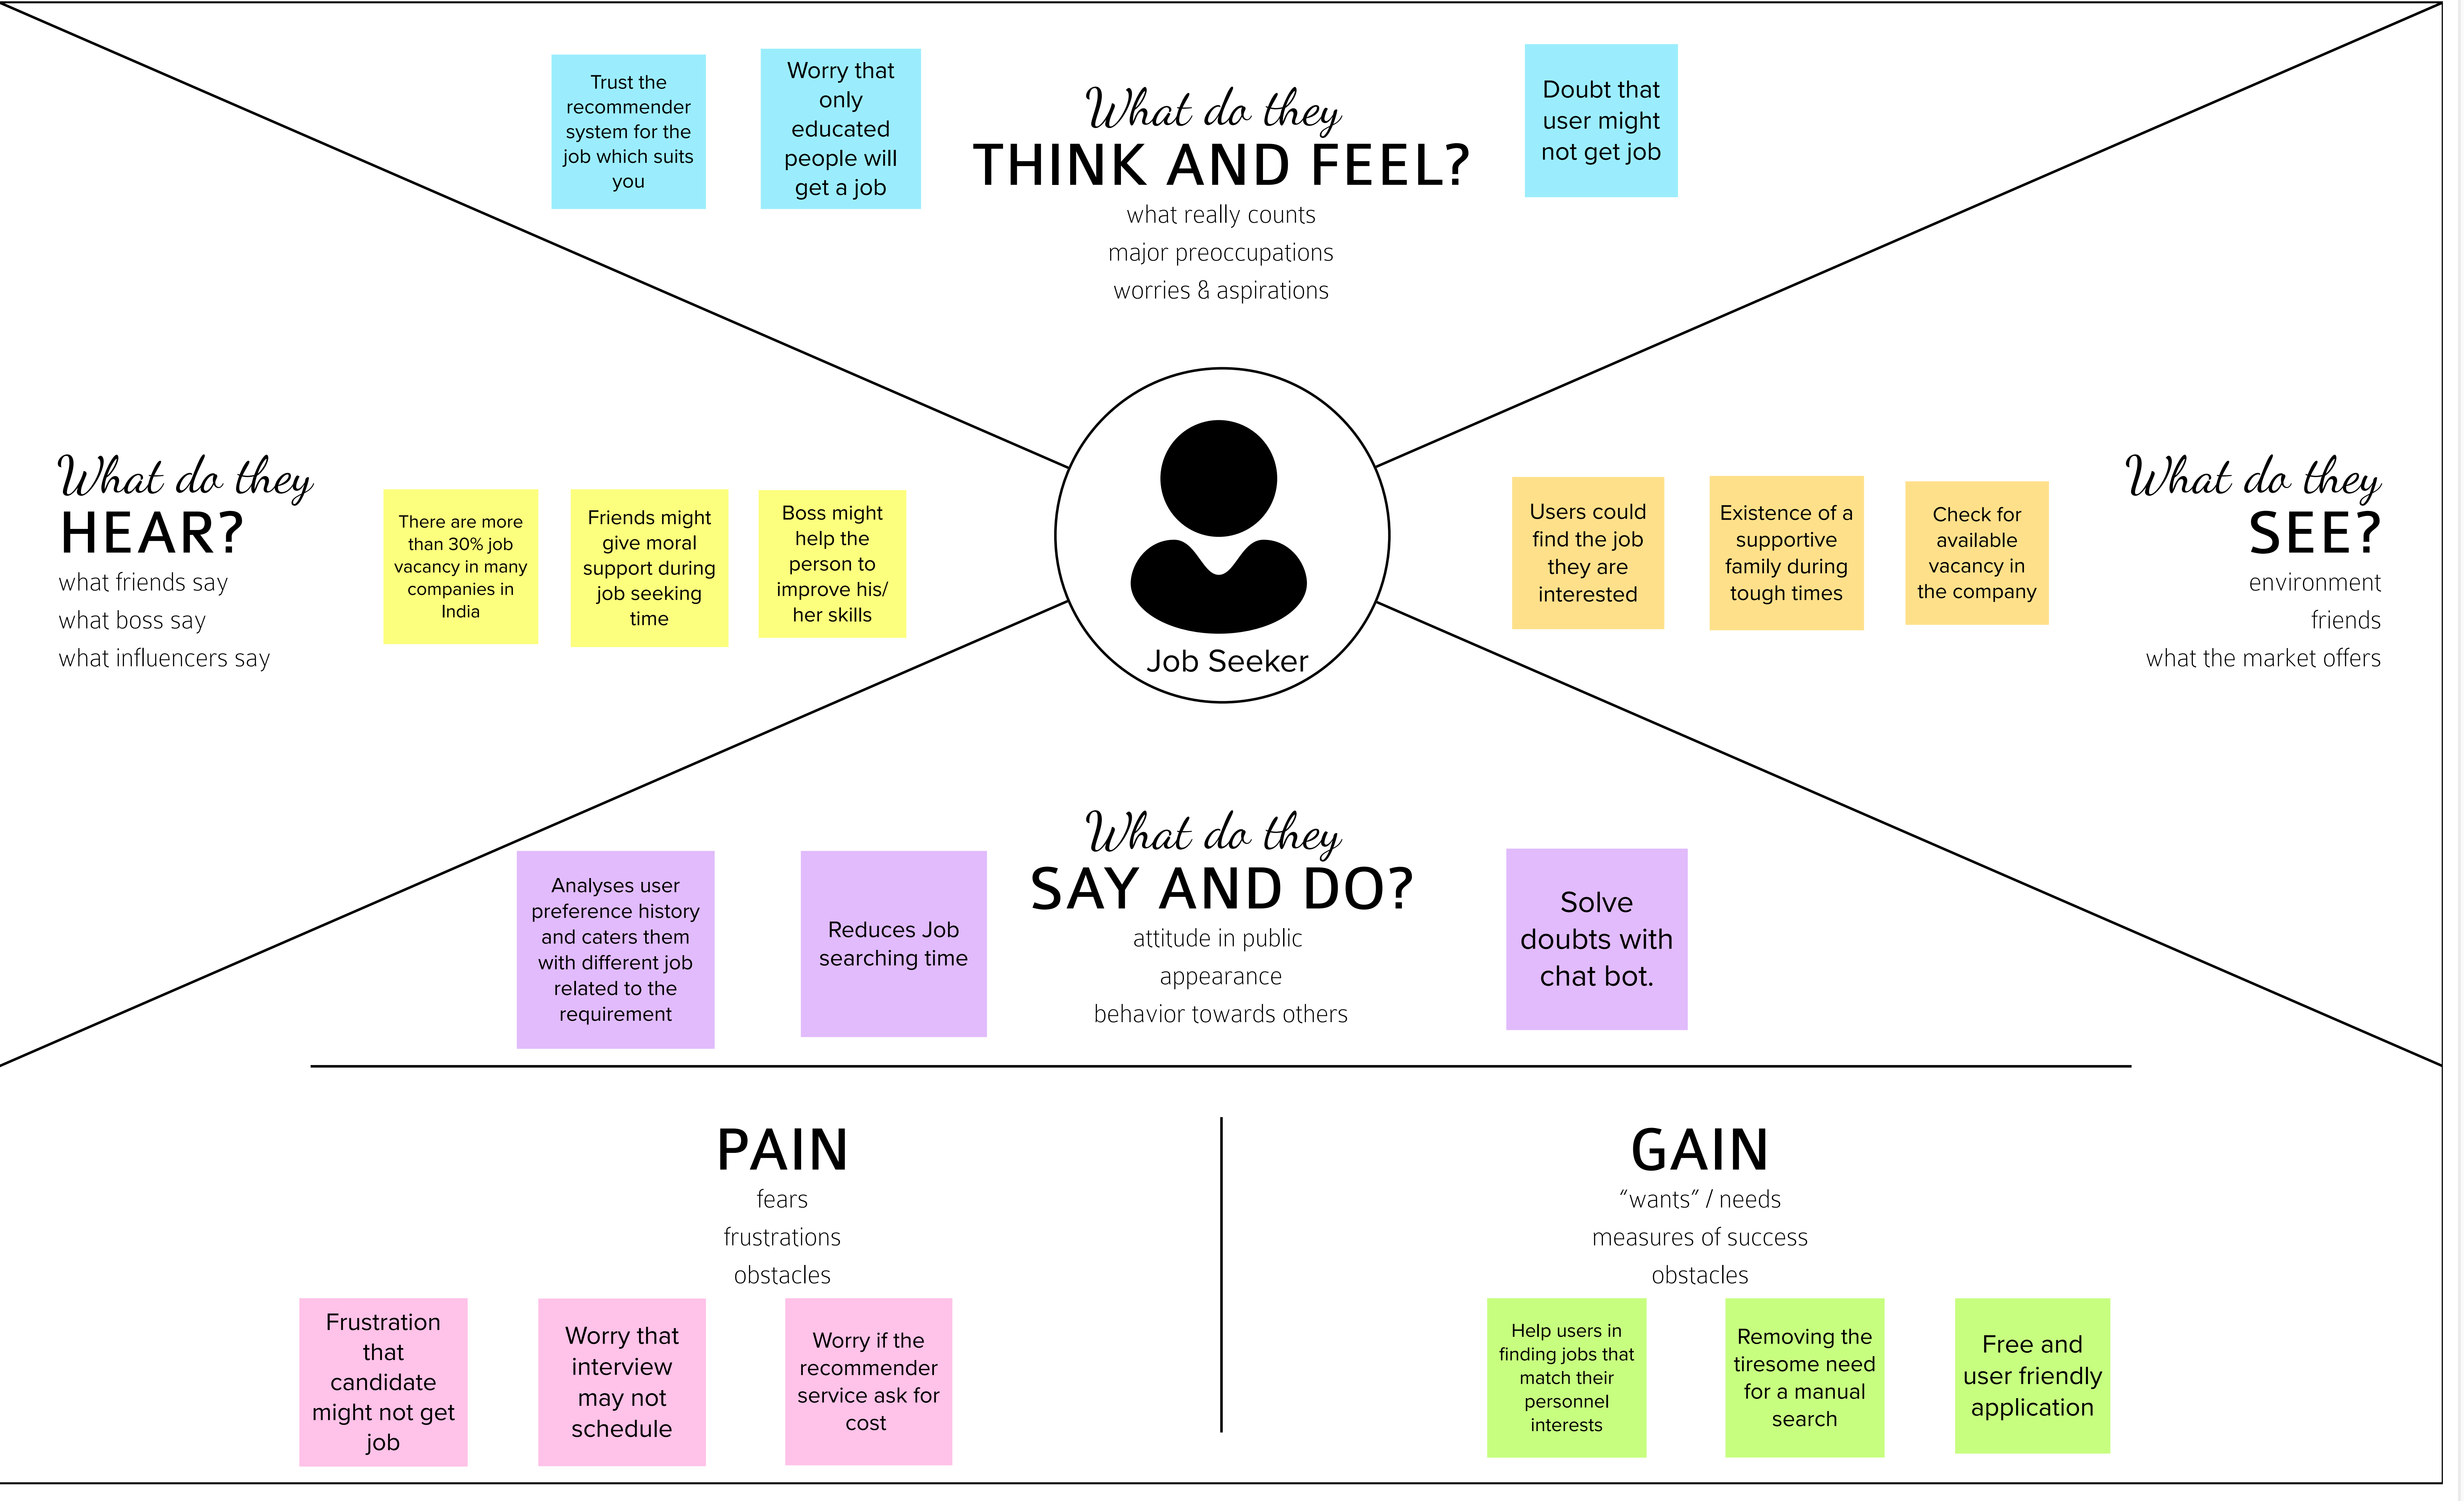 Trust the
recommender
system for the
job which suits
you
Worry that
only
educated
people will
get a job
What do they
THINK AND FEEL?
what really counts
major preoccupations
worries & aspirations
Doubt that
user might
not get job
What do they
HEAR?
what friends say
what boss say
what influencers say
There are more
than 30% job
vacancy in many
companies in
India
Friends might
give moral
support during
job seeking
time
Boss might
help the
person to
improve his/
her skills
Job Seeker
Users could
find the job
they are
interested
Existence of a
supportive
family during
tough times
Check for
available
vacancy in
the company
What do they
SEE?
environment
friends
what the market offers
Analyses user
preference history
and caters them
with different job
related to the
requirement
Reduces Job
searching time
What do they
SAY AND DO?
attitude in public
appearance
behavior towards others
Solve
doubts with
chat bot.
PAIN
fears
frustrations
obstacles
Frustration
that
candidate
might not get
job
Worry that
interview
may not
schedule
Worry if the
recommender
service ask for
cost
GAIN
“wants” / needs
measures of success
obstacles
Help users in
finding jobs that
match their
personnel
interests
Removing the
tiresome need
for a manual
search
Free and
user friendly
application